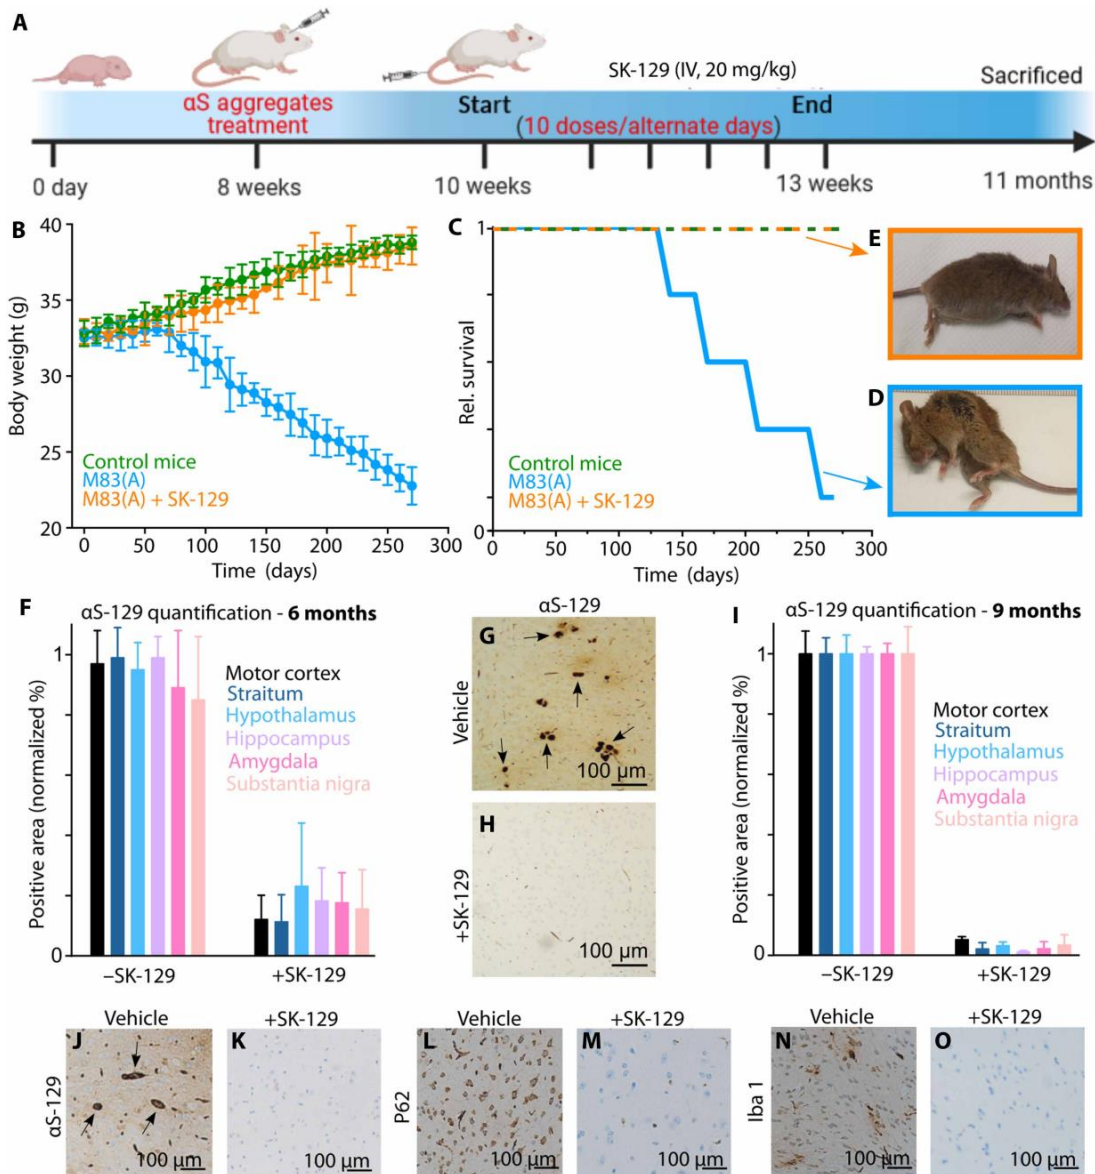 A
SK-129 (IV, 20 mg/kg)
Sacrificed
αS aggregates
treatment
Start
End
(10 doses/alternate days)
0 day
8 weeks
10 weeks
13 weeks
11 months
B
Body weight (g)
40
35
30
25
20
Control mice
M83(A)
M83(A) + SK-129
0
50
100
150
200
250
300
Time (days)
C
Rel. survival
1
0
Control mice
M83(A)
M83(A) + SK-129
0
50
100
150
200
250
300
Time (days)
E
D
F
αS-129 quantification - 6 months
Positive area (normalized %)
1
0
Motor cortex
Straitum
Hypothalamus
Hippocampus
Amygdala
Substantia nigra
–SK-129
+SK-129
αS-129
G
Vehicle
100 μm
H
+SK-129
100 μm
I
αS-129 quantification - 9 months
Positive area (normalized %)
1
0
Motor cortex
Straitum
Hypothalamus
Hippocampus
Amygdala
Substantia nigra
–SK-129
+SK-129
Vehicle
+SK-129
Vehicle
+SK-129
Vehicle
+SK-129
J
αS-129
100 μm
K
100 μm
L
P62
100 μm
M
100 μm
N
Iba 1
100 μm
O
100 μm